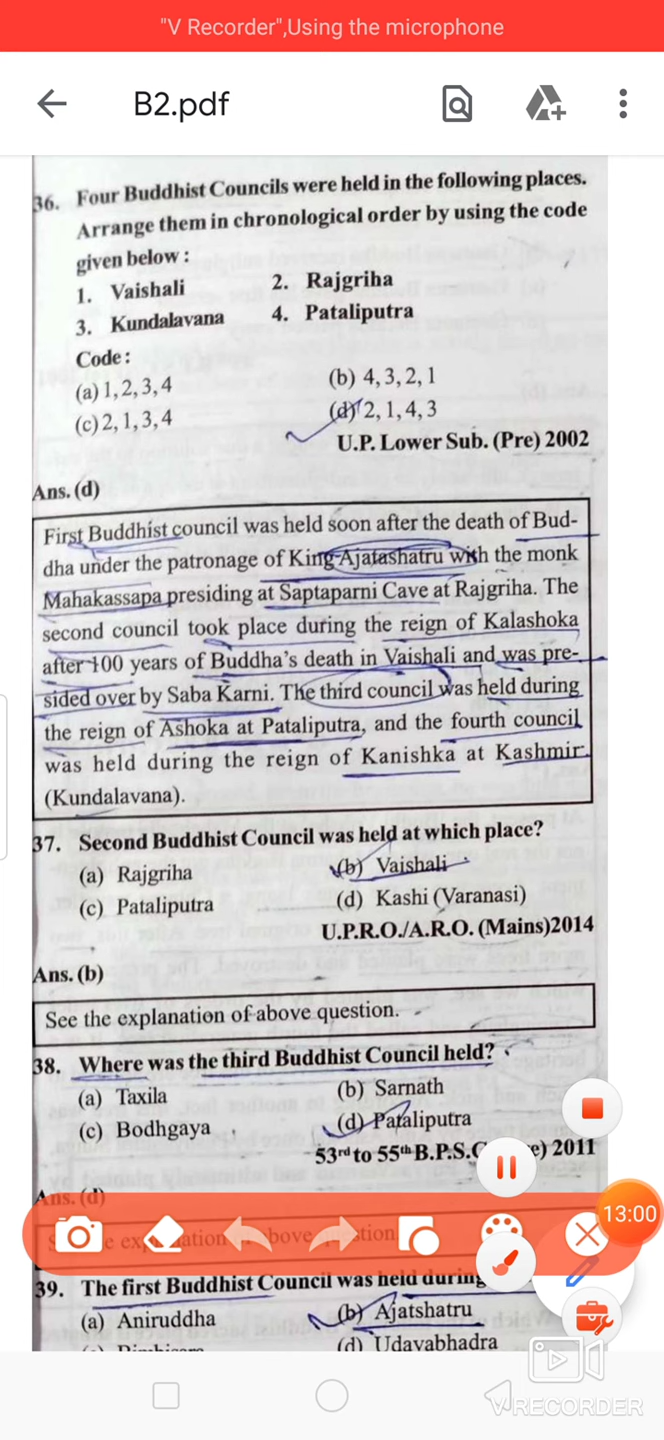 "V Recorder",Using the microphone
B2.pdf
36. Four Buddhist Councils were held in the following places.
Arrange them in chronological order by using the code
given below :
1. Vaishali 2. Rajgriha
3. Kundalavana 4. Pataliputra
Code :
(a) 1, 2, 3, 4 (b) 4, 3, 2, 1
(c) 2, 1, 3, 4 (d) 2, 1, 4, 3
U.P. Lower Sub. (Pre) 2002
Ans. (d)
First Buddhist council was held soon after the death of Bud-
dha under the patronage of King Ajatashatru with the monk
Mahakassapa presiding at Saptaparni Cave at Rajgriha. The
second council took place during the reign of Kalashoka
after 100 years of Buddha's death in Vaishali and was pre-
sided over by Saba Karni. The third council was held during
the reign of Ashoka at Pataliputra, and the fourth council
was held during the reign of Kanishka at Kashmir
(Kundalavana).
37. Second Buddhist Council was held at which place?
(a) Rajgriha (b) Vaishali
(c) Pataliputra (d) Kashi (Varanasi)
U.P.R.O./A.R.O. (Mains)2014
Ans. (b)
See the explanation of above question.
38. Where was the third Buddhist Council held?
(a) Taxila (b) Sarnath
(c) Bodhgaya (d) Pataliputra
53rd to 55th B.P.S.C e) 2011
Ans. (d)
13:00
39. The first Buddhist Council was held during
(a) Aniruddha (b) Ajatshatru
(d) Udayabhadra
VRECORDER